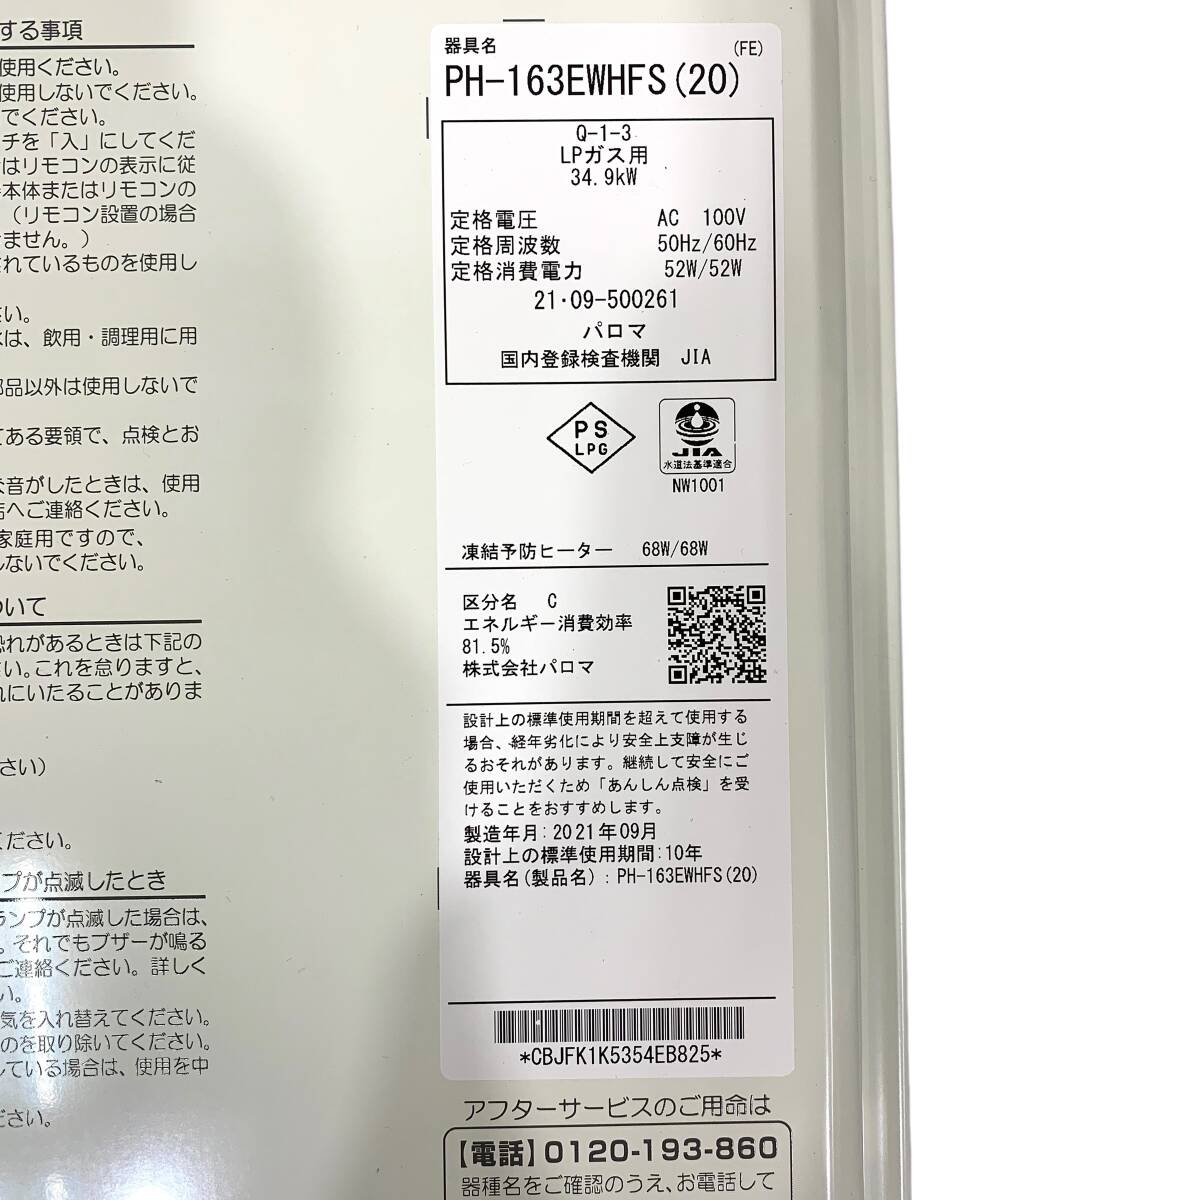 する事項
使用ください。
使用しないでください。
でください。
チを「入」にしてくだ
はリモコンの表示に従
本体またはリモコンの
（リモコン設置の場合
ません。）
れているものを使用し
い。
は、飲用・調理用に用
部品以外は使用しないで
てある要領で、点検とお
な音がしたときは、使用
店へご連絡ください。
家庭用ですので、
しないでください。
ついて
恐れがあるときは下記の
い。これを怠りますと、
れにいたることがありま
さい）
ください。
プが点滅したとき
ランプが点滅した場合は、
。それでもブザーが鳴る
ご連絡ください。詳しく
い。
気を入れ替えてください。
のを取り除いてください。
している場合は、使用を中
ださい。
器具名 (FE)
PH-163EWHFS(20)
Q-1-3
LPガス用
34.9kW
定格電圧 AC 100V
定格周波数 50Hz/60Hz
定格消費電力 52W/52W
21・09-500261
パロマ
国内登録検査機関 JIA
PS
LPG
JIA
水道法基準適合
NW1001
凍結予防ヒーター 68W/68W
区分名 C
エネルギー消費効率
81.5%
株式会社パロマ
設計上の標準使用期間を超えて使用する
場合、経年劣化により安全上支障が生じ
るおそれがあります。継続して安全にご
使用いただくため「あんしん点検」を受
けることをおすすめします。
製造年月:2021年09月
設計上の標準使用期間:10年
器具名(製品名):PH-163EWHFS(20)
*CBJFK1K5354EB825*
アフターサービスのご用命は
【電話】0120-193-860
器種名をご確認のうえ、お電話して